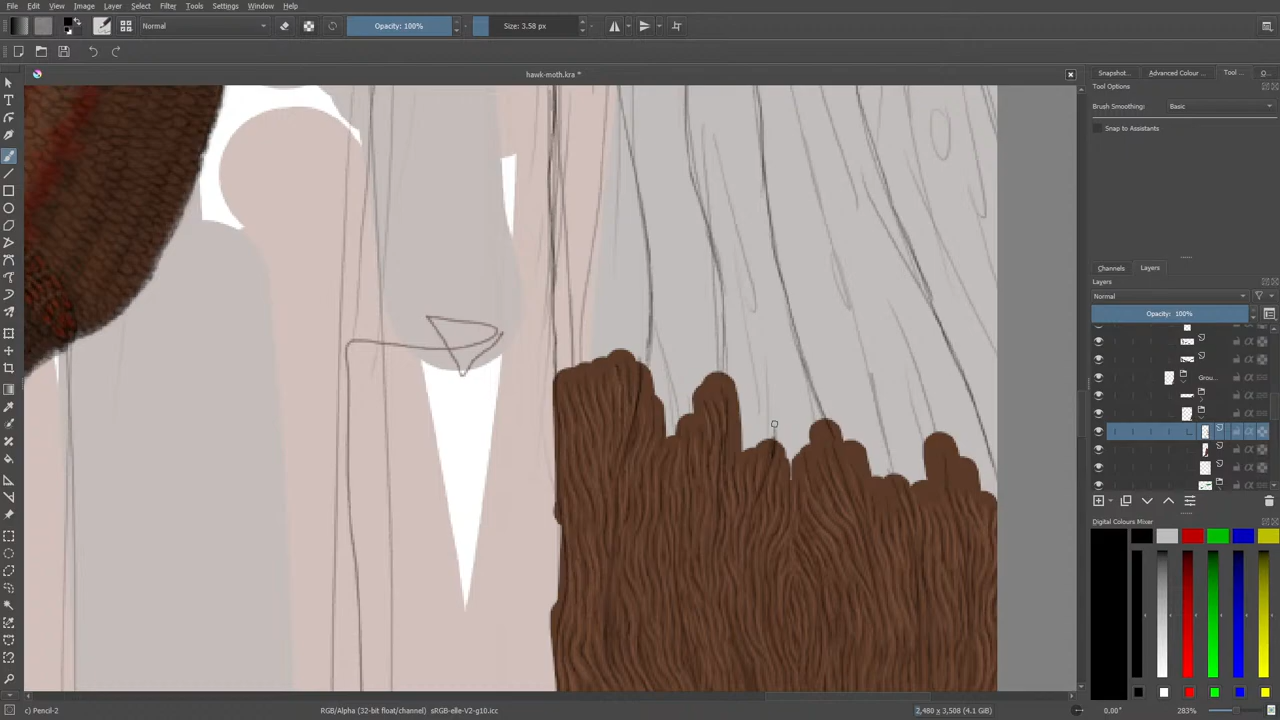 File Edit View Image Layer Select Filter Tools Settings Window Help
Normal Opacity: 100% Size: 3.58 px
hawk-moth.kra *
Snapshot... Advanced Colour ... Tool ... O...
Tool Options
Brush Smoothing: Basic
Snap to Assistants
Channels Layers
Layers
Normal
Opacity: 100%
Grou...
Digital Colours Mixer
c) Pencil-2 RGB/Alpha (32-bit float/channel) sRGB-elle-V2-g10.icc 2,480 x 3,508 (4.1 GiB) 0.00° 283%